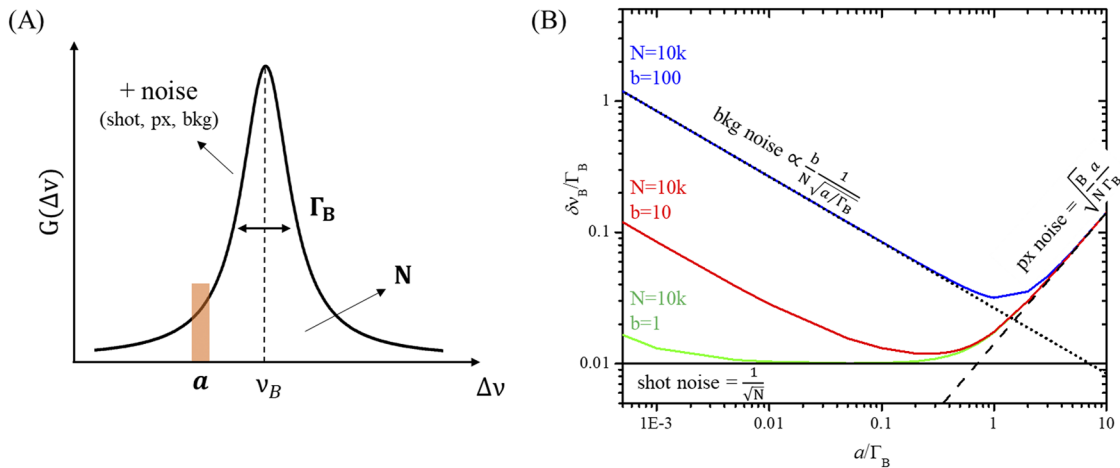 (A)
+ noise
(shot, px, bkg)
G(Δν)
Γ_B
N
a
ν_B
Δν
(B)
N=10k
b=100
N=10k
b=10
N=10k
b=1
bkg noise ∝ b/N 1/√(a/Γ_B)
px noise = √(B/N) a/Γ_B
shot noise = 1/√N
δν_B/Γ_B
1
0.1
0.01
1E-3 0.01 0.1 1 10
a/Γ_B